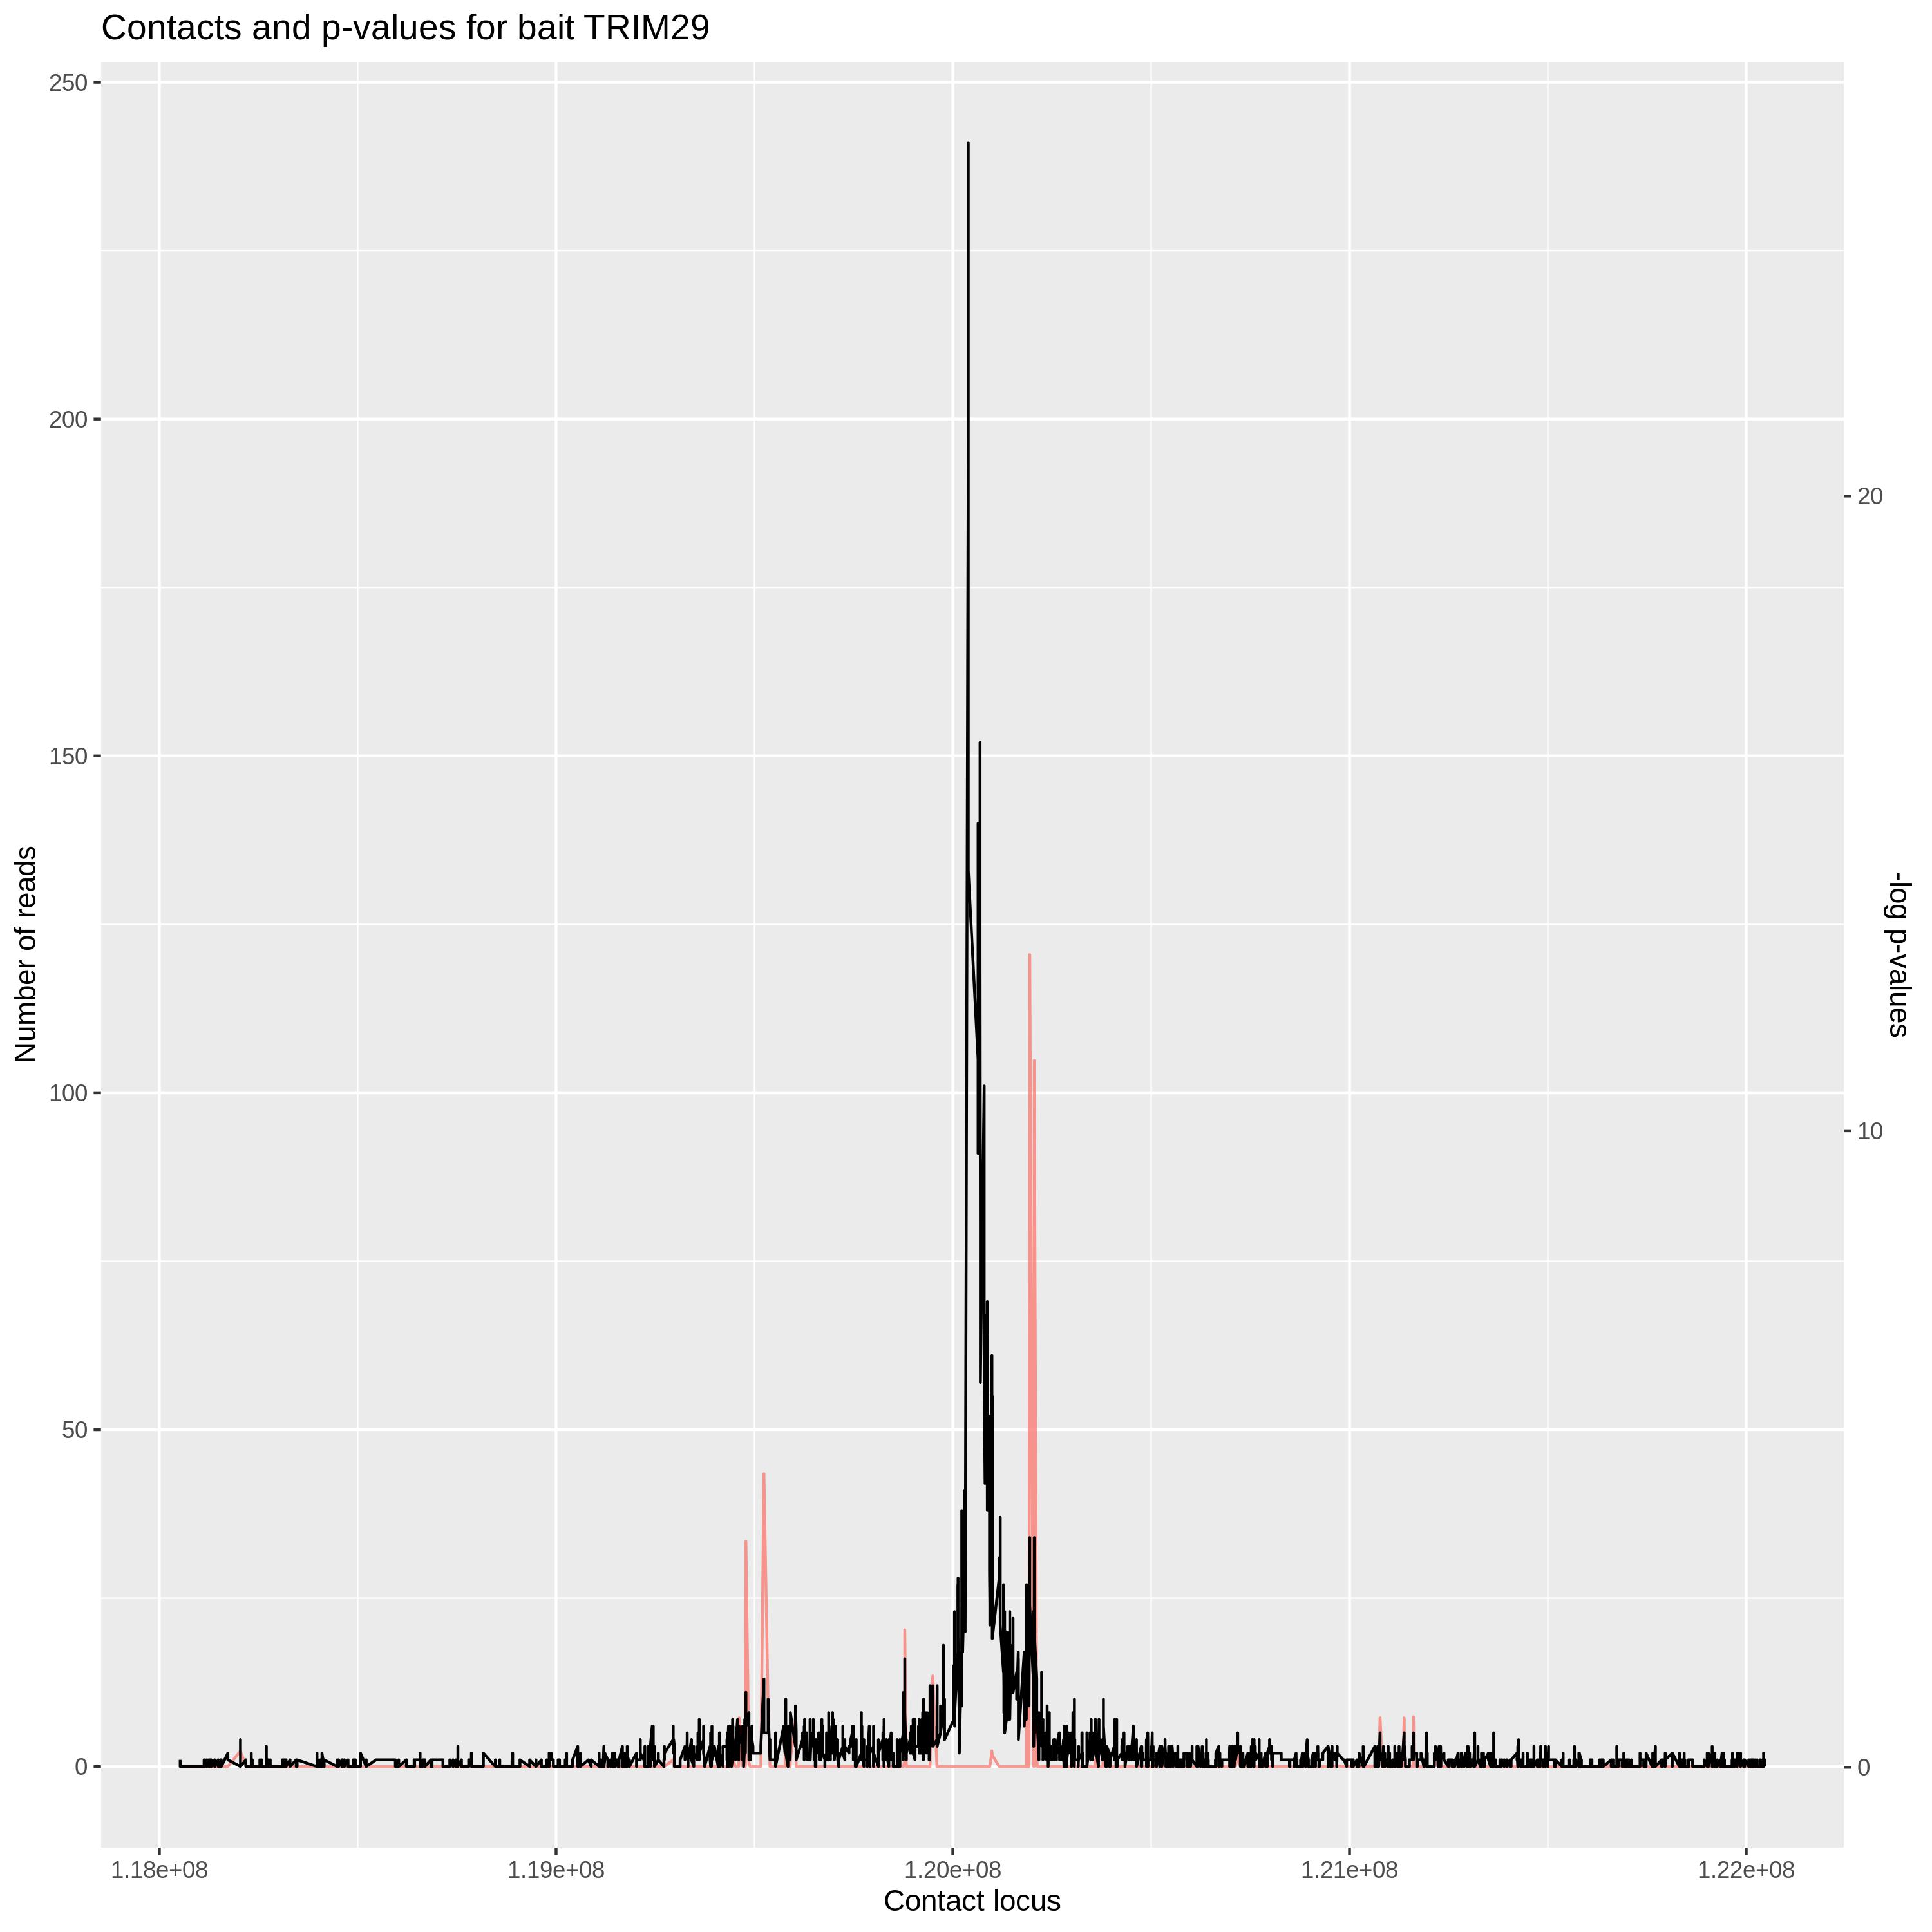 Contacts and p-values for bait TRIM29
250
200
150
100
50
0
Number of reads
20
10
0
-log p-values
1.18e+08
1.19e+08
1.20e+08
1.21e+08
1.22e+08
Contact locus